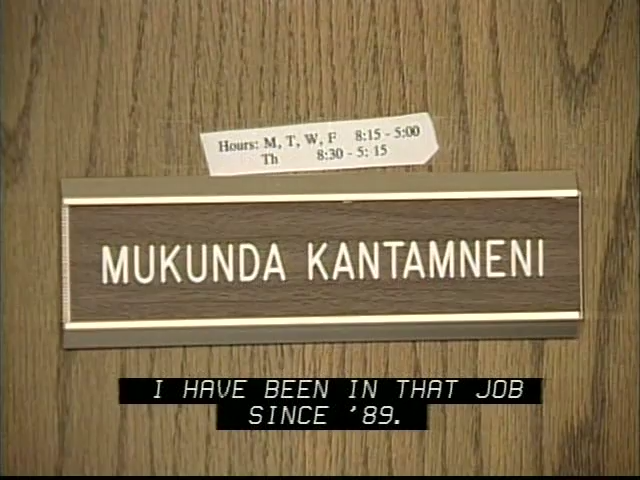 Hours: M, T, W, F 8:15 - 5:00
Th 8:30 - 5:15
MUKUNDA KANTAMNENI
I HAVE BEEN IN THAT JOB
SINCE '89.